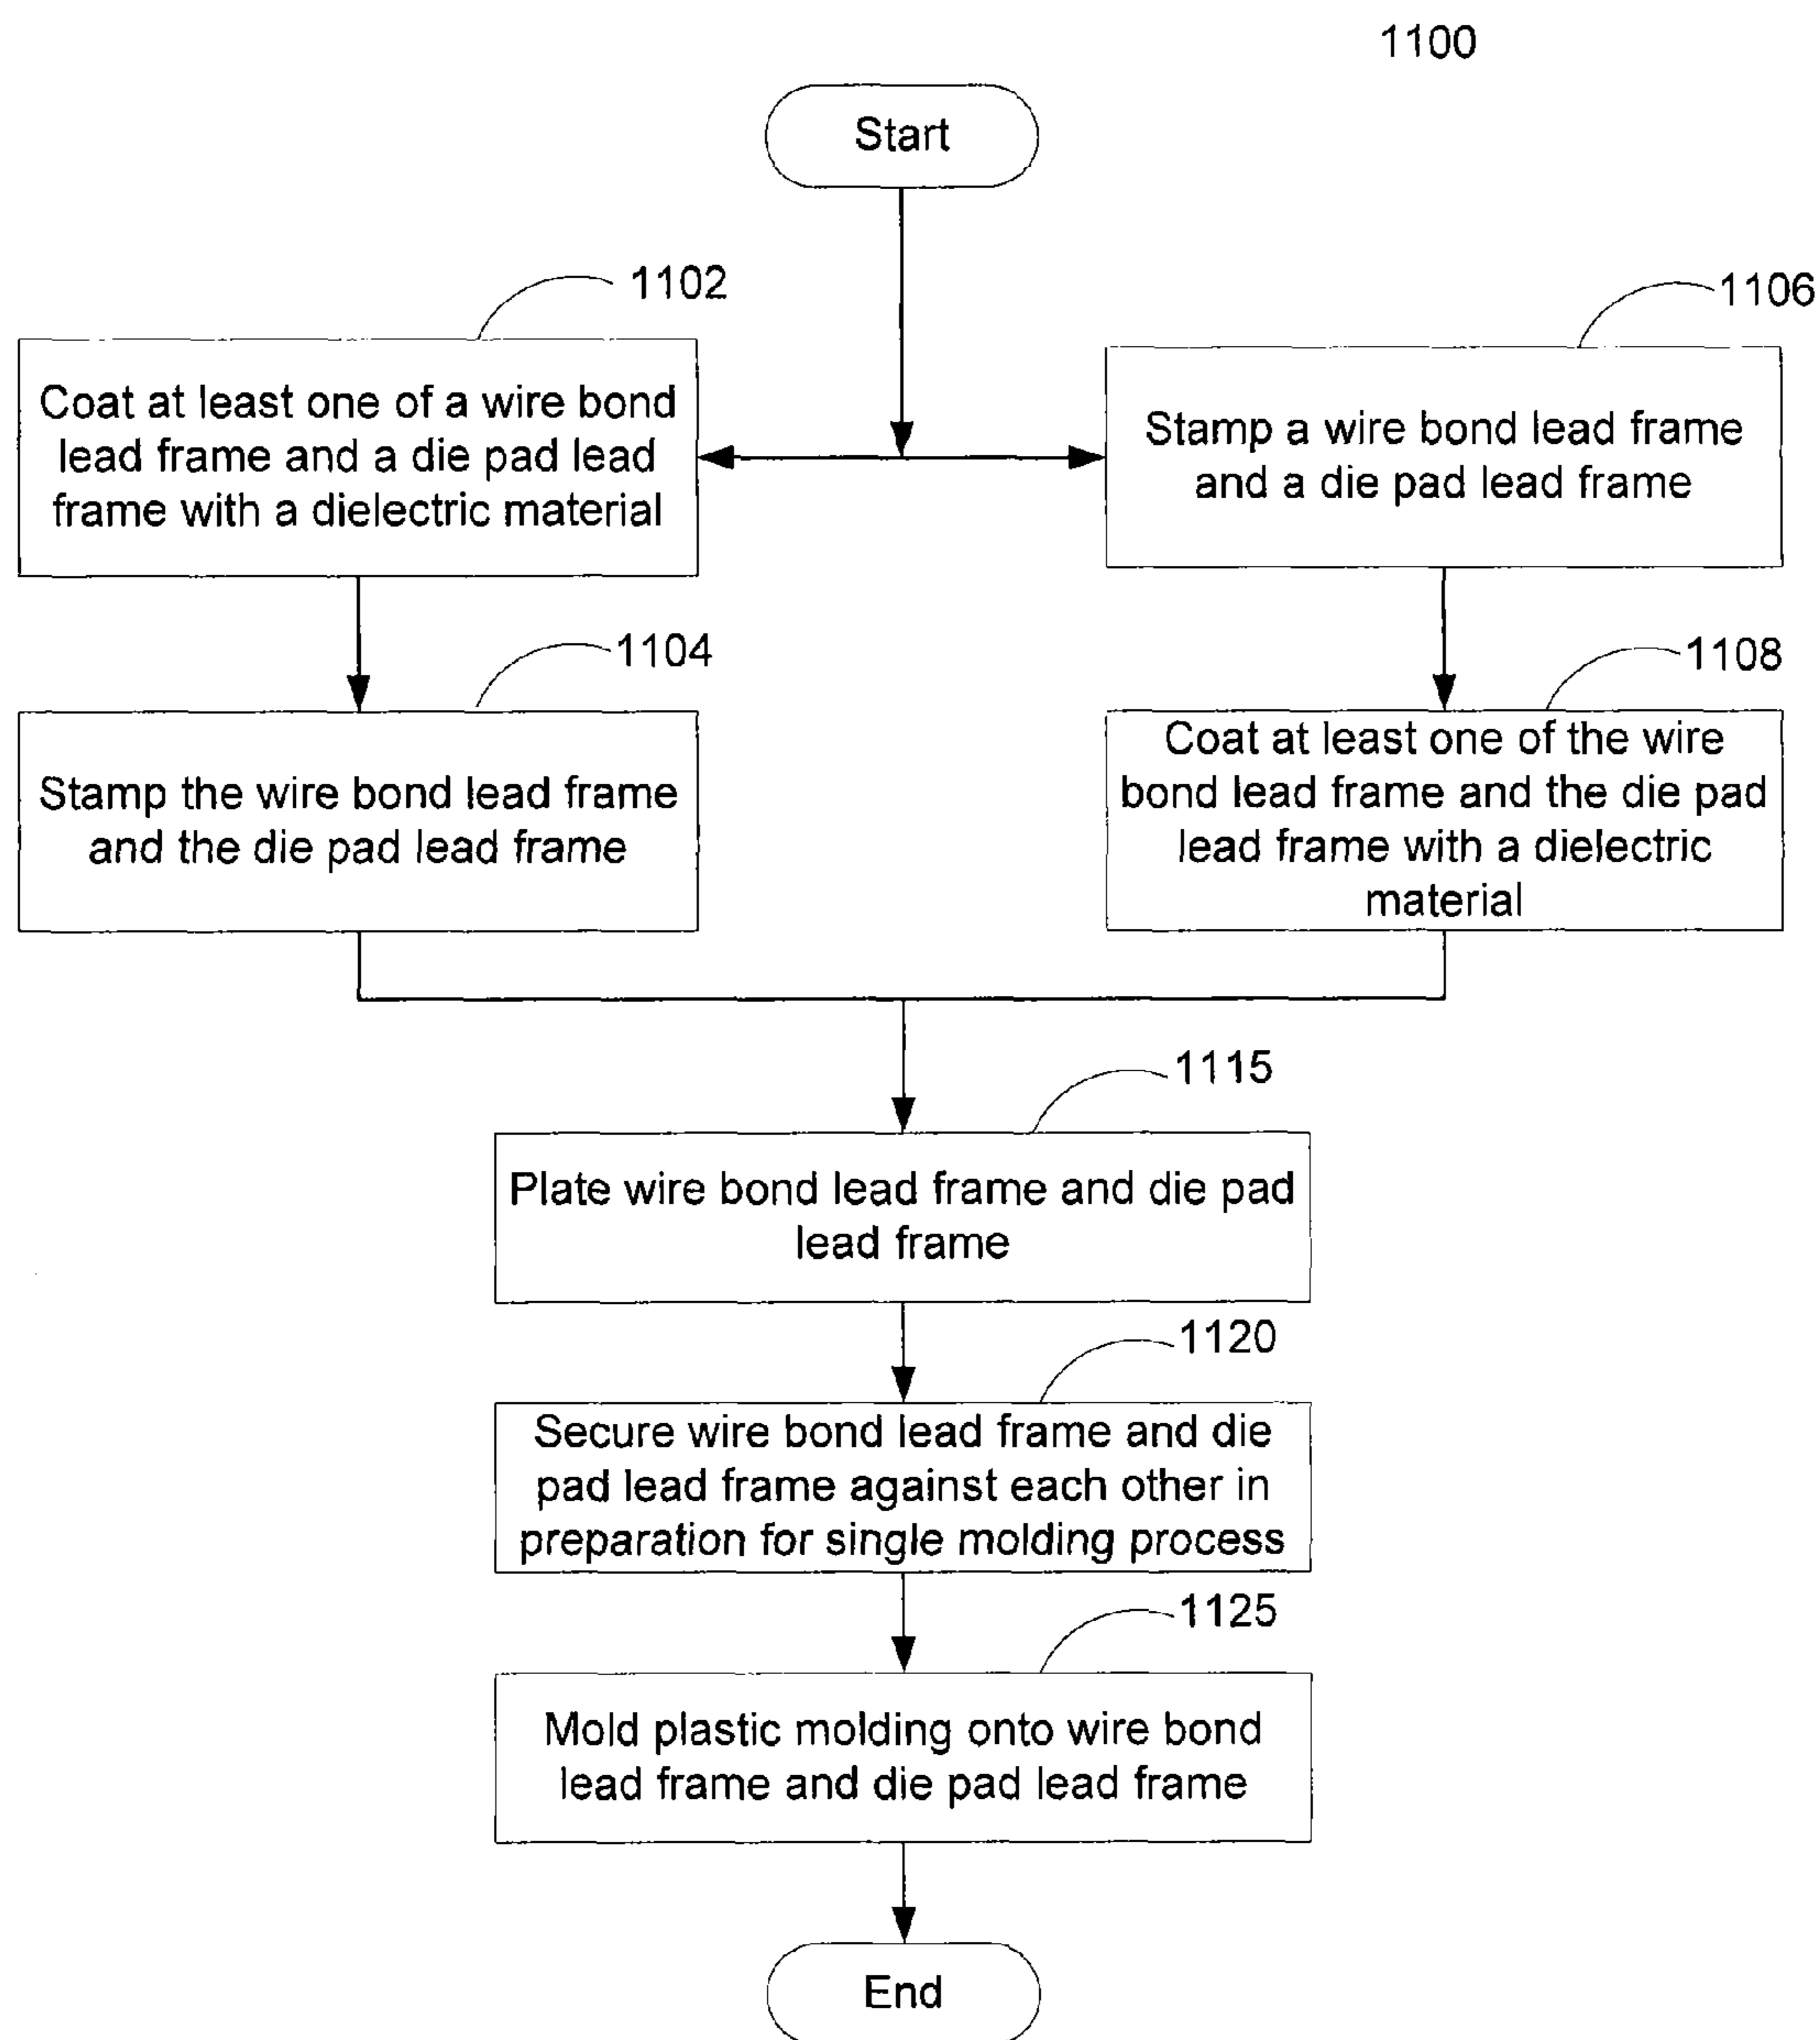 1100
Start
1102
1106
Coat at least one of a wire bond
lead frame and a die pad lead
frame with a dielectric material
Stamp a wire bond lead frame
and a die pad lead frame
1104
1108
Stamp the wire bond lead frame
and the die pad lead frame
Coat at least one of the wire
bond lead frame and the die pad
lead frame with a dielectric
material
1115
Plate wire bond lead frame and die pad
lead frame
1120
Secure wire bond lead frame and die
pad lead frame against each other in
preparation for single molding process
1125
Mold plastic molding onto wire bond
lead frame and die pad lead frame
End